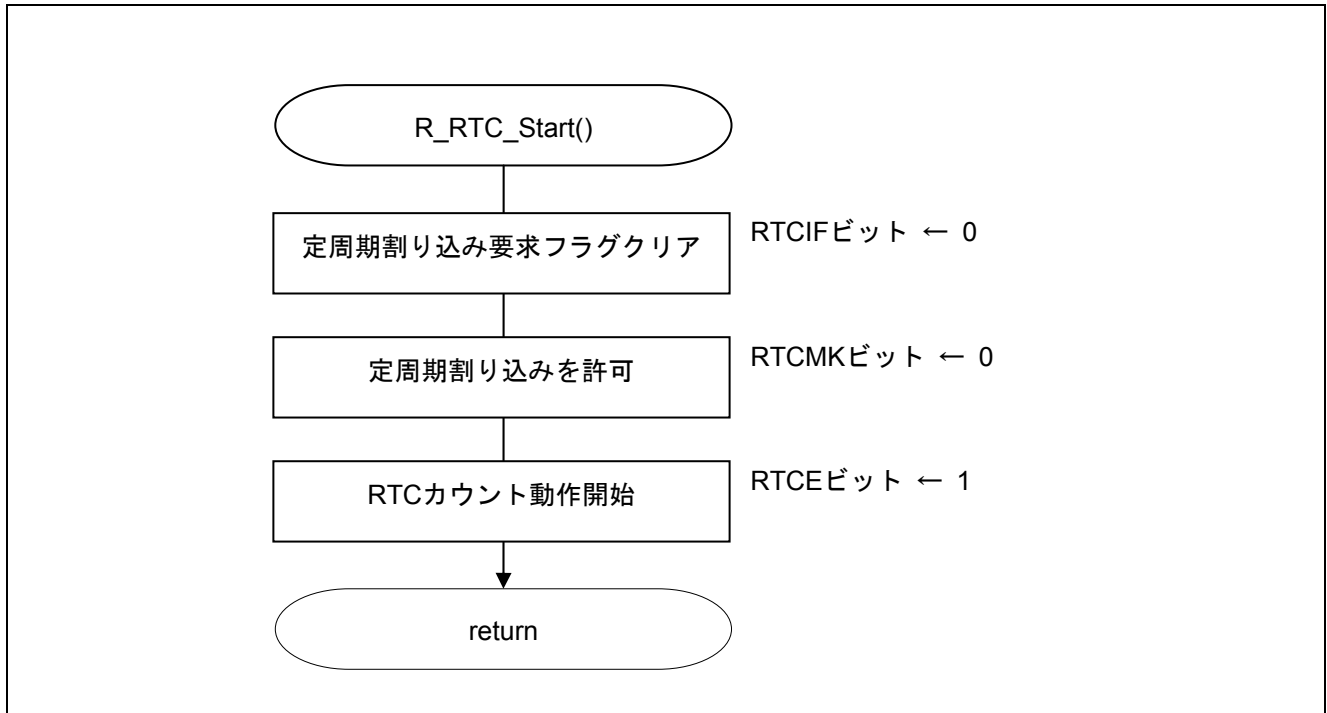 R_RTC_Start()
定周期割り込み要求フラグクリア
RTCIFビット ← 0
定周期割り込みを許可
RTCMKビット ← 0
RTCカウント動作開始
RTCEビット ← 1
return